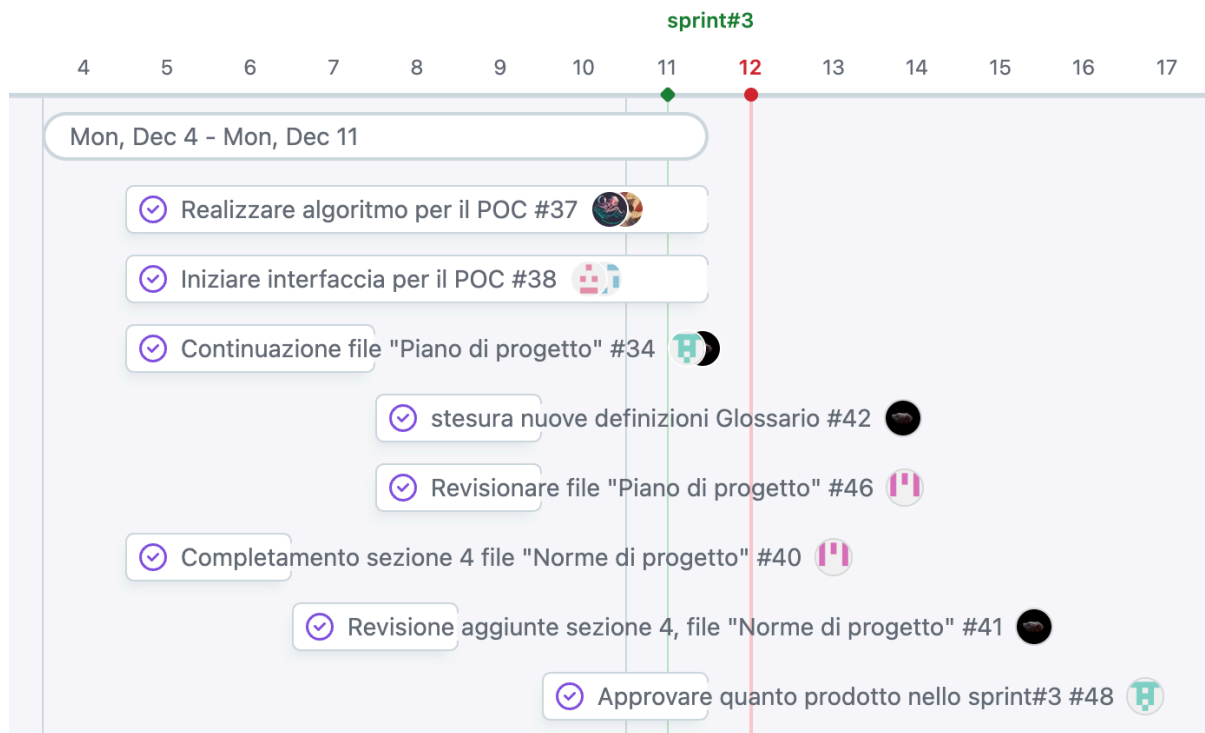 sprint#3
4 5 6 7 8 9 10 11 12 13 14 15 16 17
Mon, Dec 4 - Mon, Dec 11
Realizzare algoritmo per il POC #37
Iniziare interfaccia per il POC #38
Continuazione file "Piano di progetto" #34
stesura nuove definizioni Glossario #42
Revisionare file "Piano di progetto" #46
Completamento sezione 4 file "Norme di progetto" #40
Revisione aggiunte sezione 4, file "Norme di progetto" #41
Approvare quanto prodotto nello sprint#3 #48